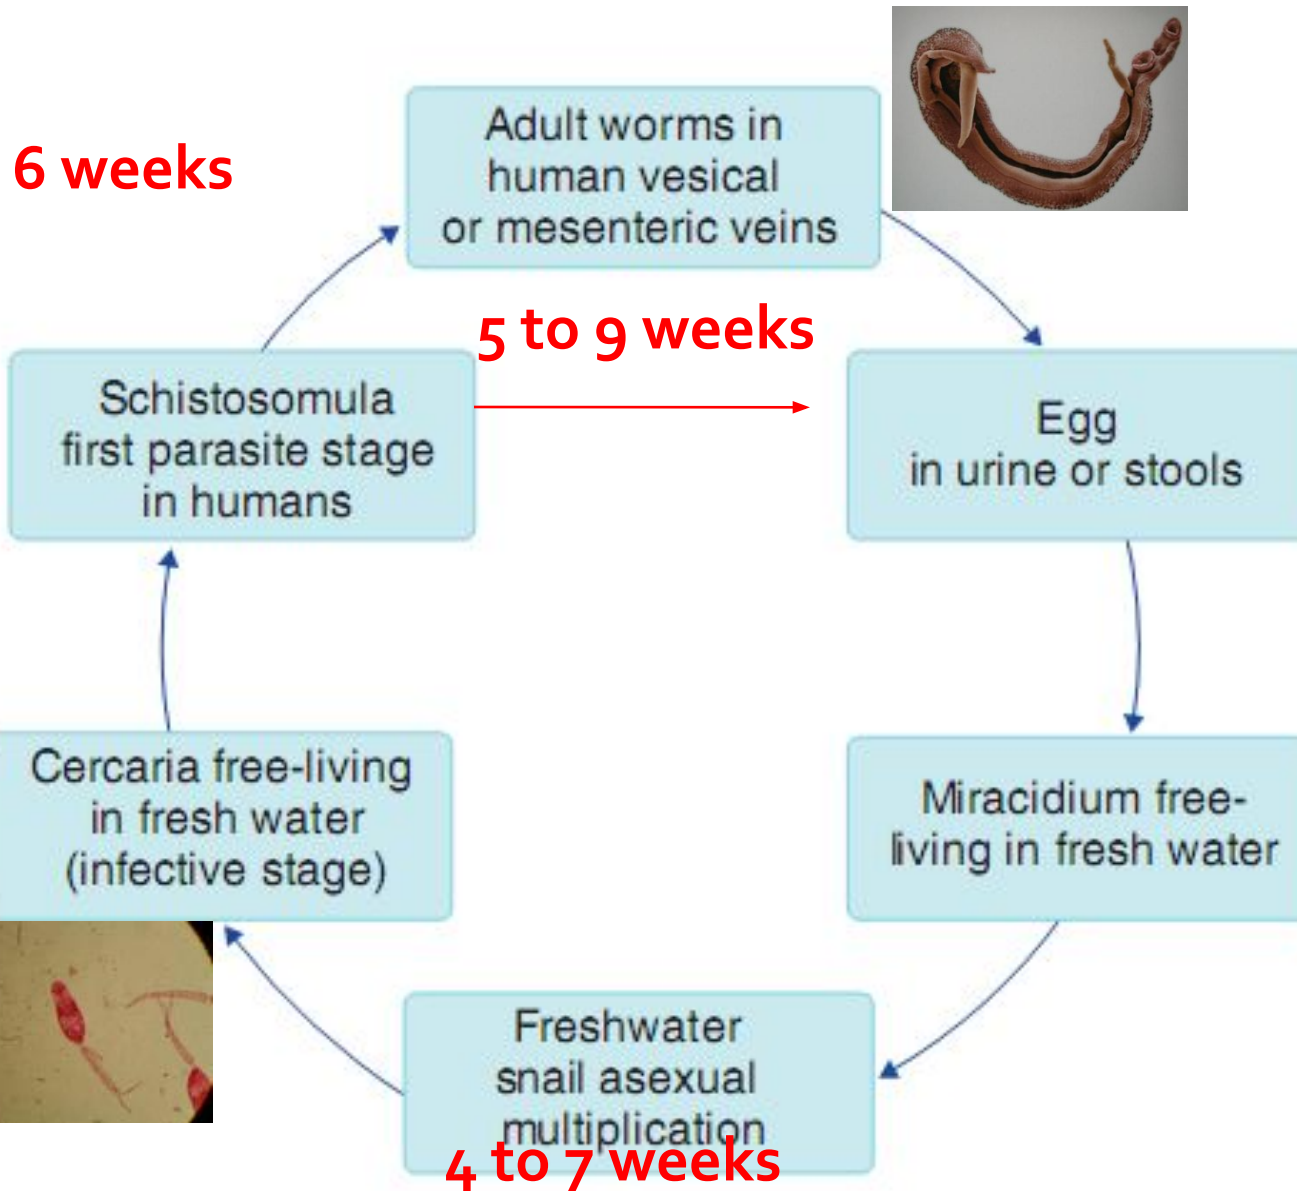 Adult worms in
human vesical
or mesenteric veins
6 weeks
5 to 9 weeks
Schistosomula
first parasite stage
in humans
Egg
in urine or stools
Cercaria free-living
in fresh water
(infective stage)
Miracidium free-
living in fresh water
Freshwater
snail asexual
multiplication
4 to 7 weeks